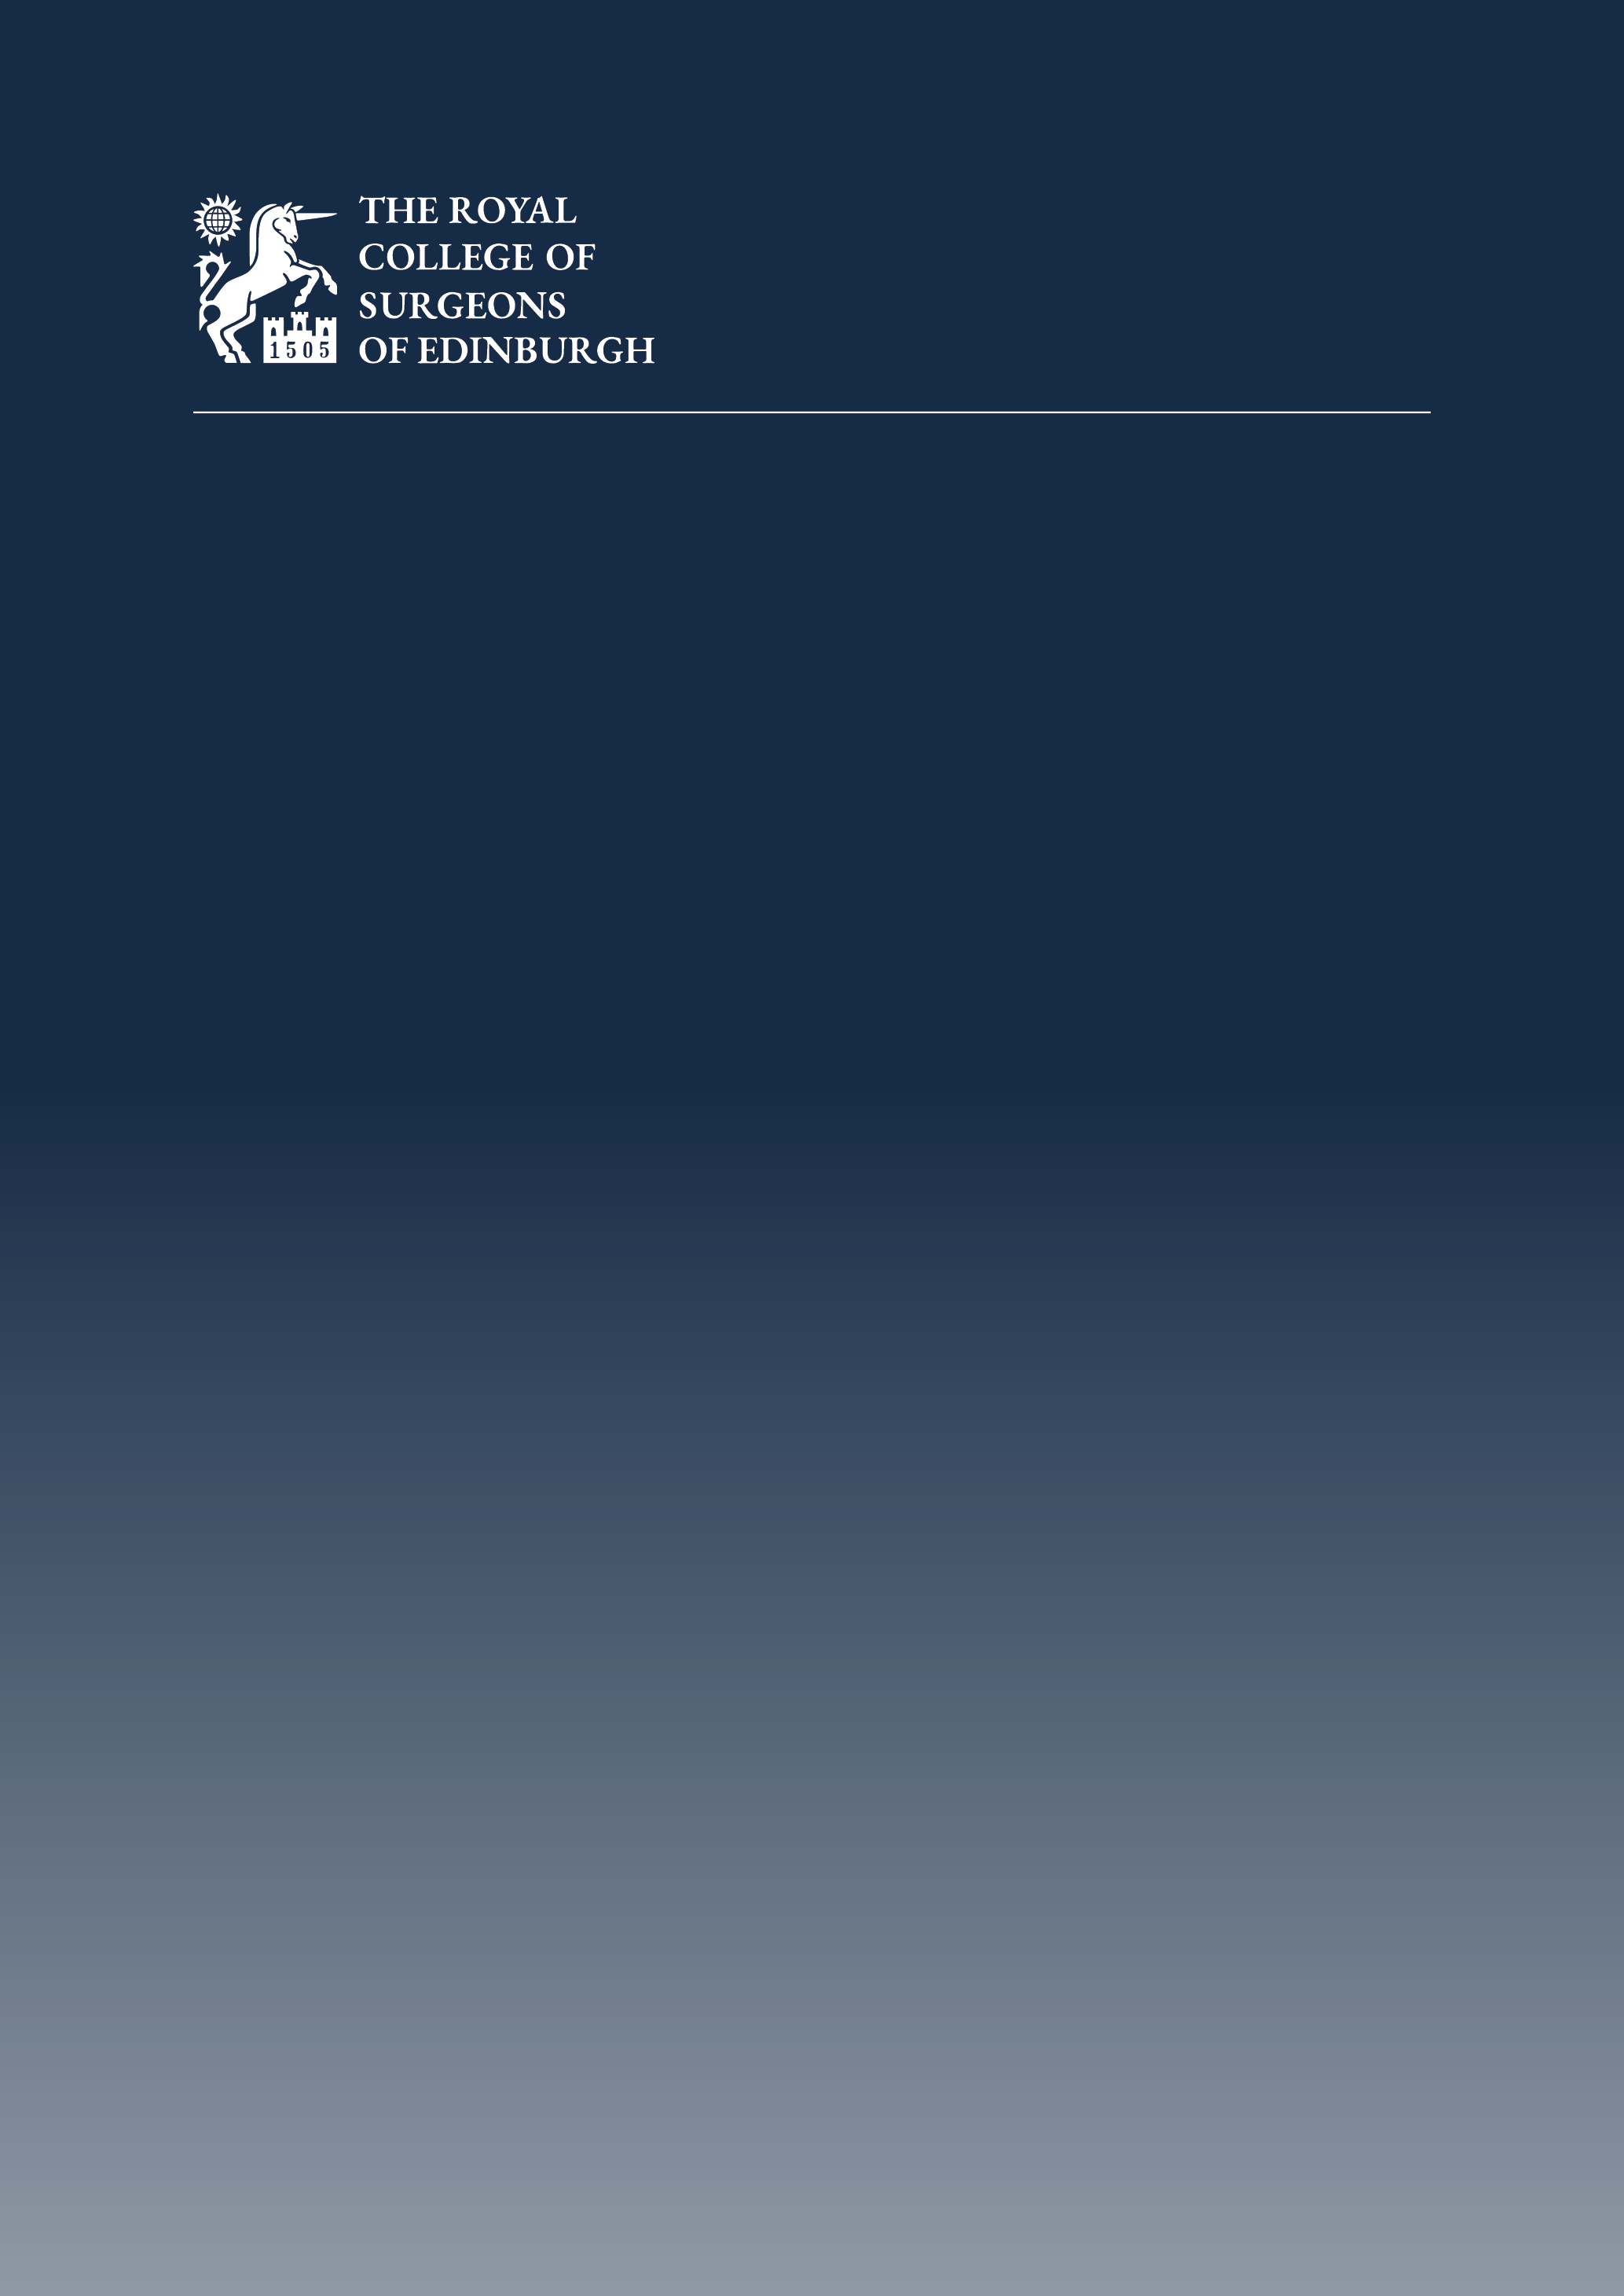 THE ROYAL
COLLEGE OF
SURGEONS
OF EDINBURGH
1505